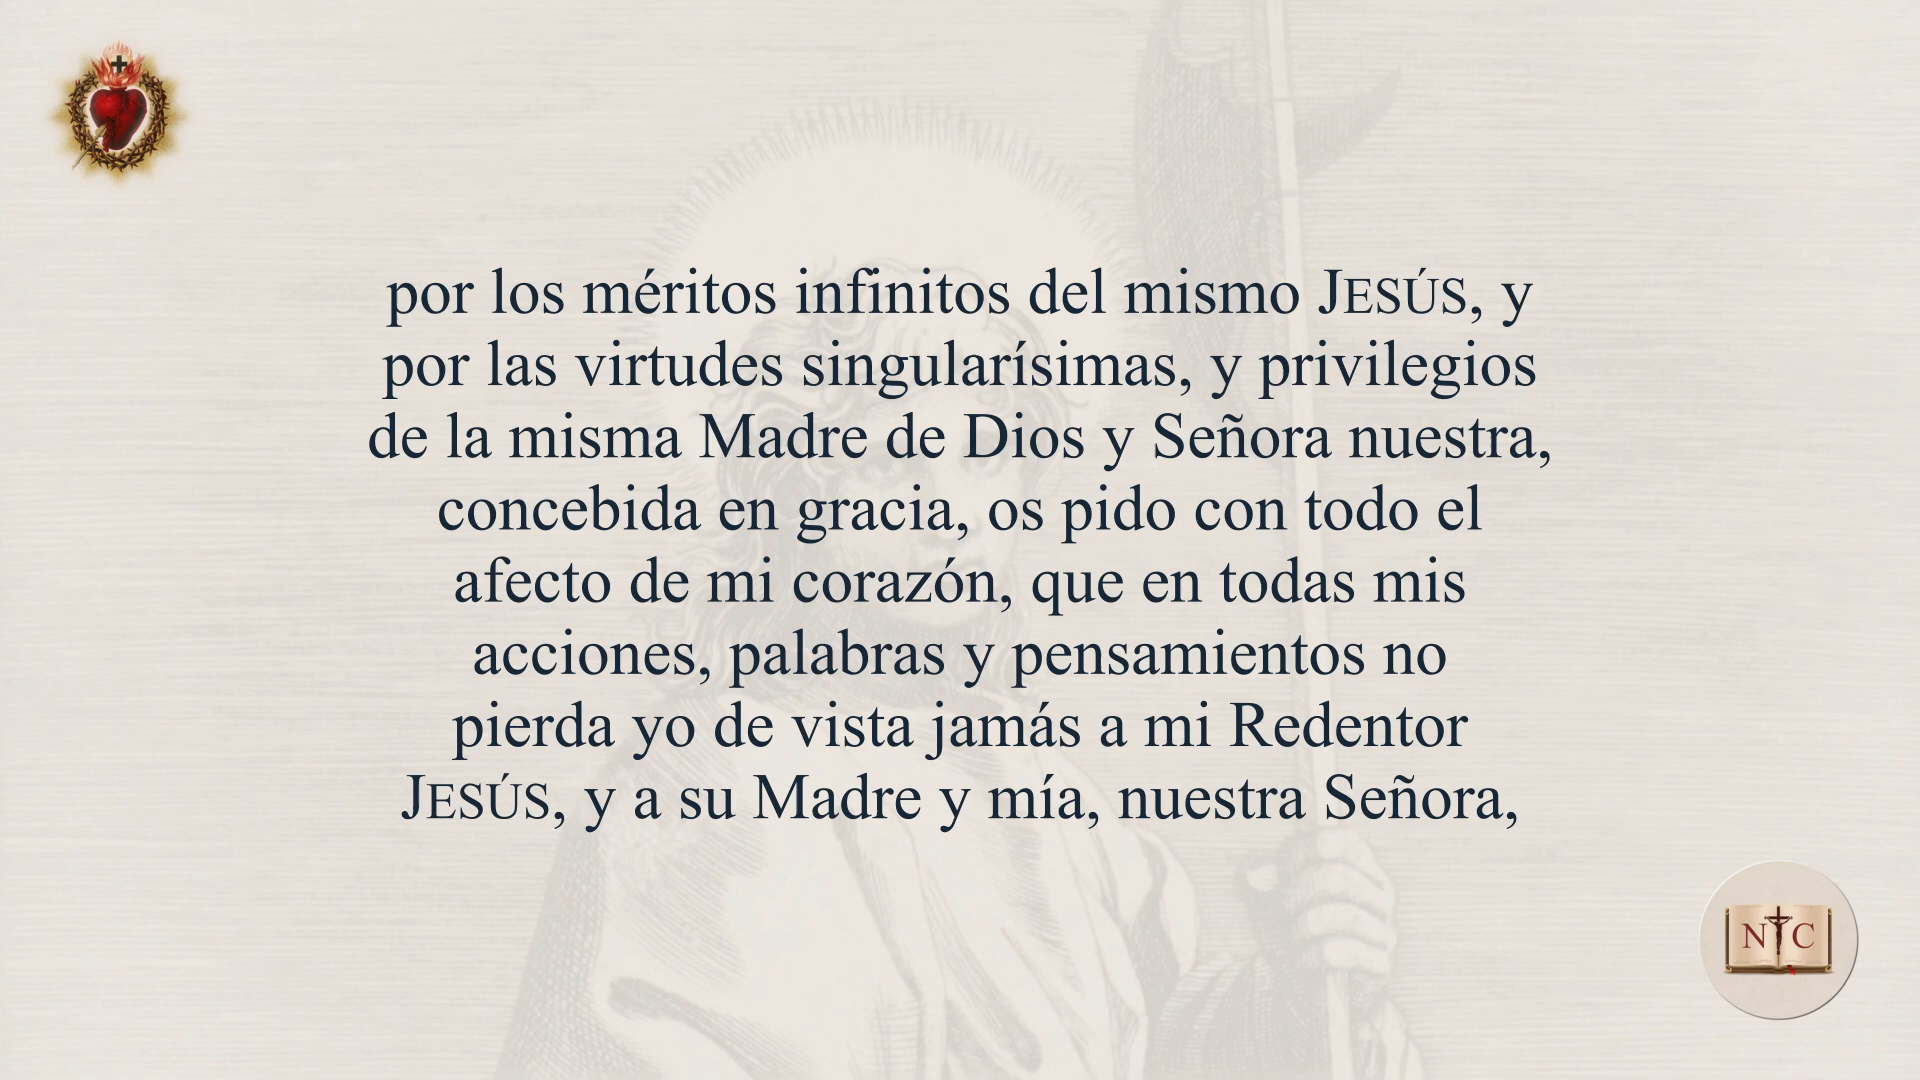 por los méritos infinitos del mismo JESÚS, y
por las virtudes singularísimas, y privilegios
de la misma Madre de Dios y Señora nuestra,
concebida en gracia, os pido con todo el
afecto de mi corazón, que en todas mis
acciones, palabras y pensamientos no
pierda yo de vista jamás a mi Redentor
JESÚS, y a su Madre y mía, nuestra Señora,
N C